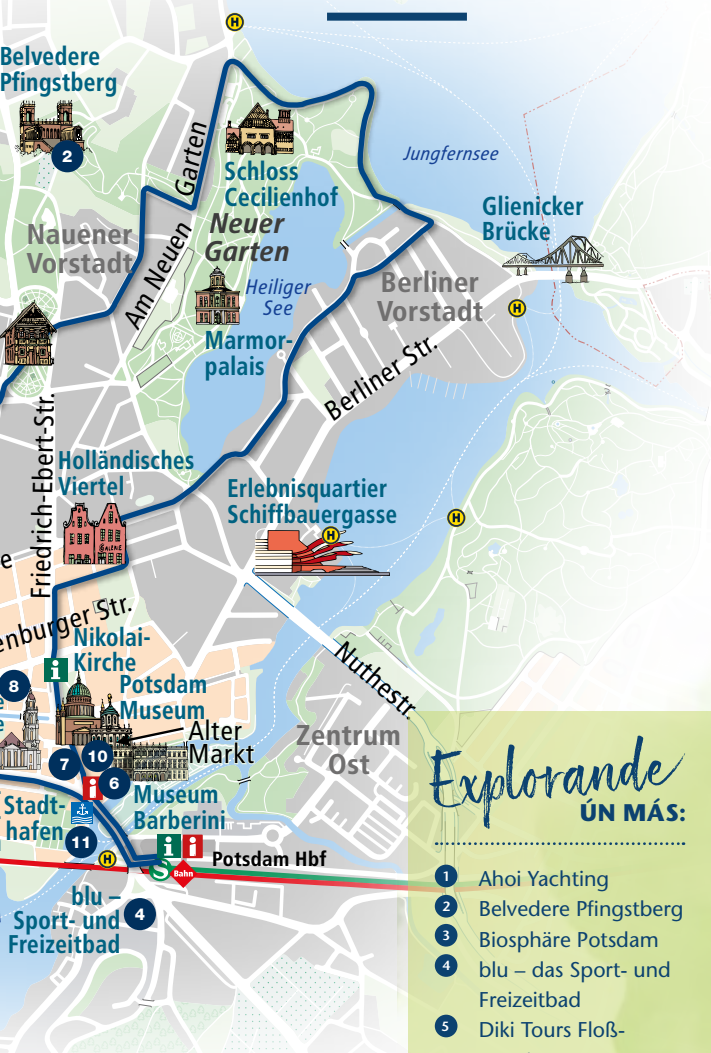 H
Belvedere
Pfingstberg
2
Am Neuen Garten
Schloss
Cecilienhof
Jungfernsee
Neuer
Garten
Glienicker
Brücke
Nauener
Vorstadt
Heiliger
See
Berliner
Vorstadt
H
Marmor-
palais
Berliner Str.
Friedrich-Ebert-Str.
Holländisches
Viertel
GALERIE
Erlebnisquartier
Schiffbauergasse
H
H
e
enburger Str.
Nikolai-
Kirche
i
8
e
Potsdam
Museum
Alter
Markt
Nuthestr.
Zentrum
Ost
7
10
i
6
Stadt-
hafen
11
Museum
Barberini
H
i
i
S
Bahn
Potsdam Hbf
blu –
Sport- und
Freizeitbad
4
Explorande
ÚN MÁS:
1 Ahoi Yachting
2 Belvedere Pfingstberg
3 Biosphäre Potsdam
4 blu – das Sport- und
Freizeitbad
5 Diki Tours Floß-